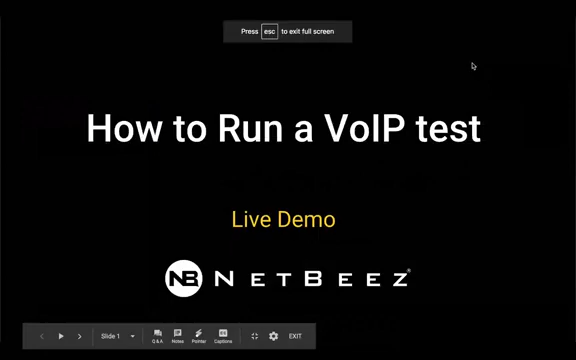 Press esc to exit full screen
How to Run a VoIP test
Live Demo
NB NETBEEZ®
Slide 1
Q & A
Notes
Pointer
Captions
EXIT